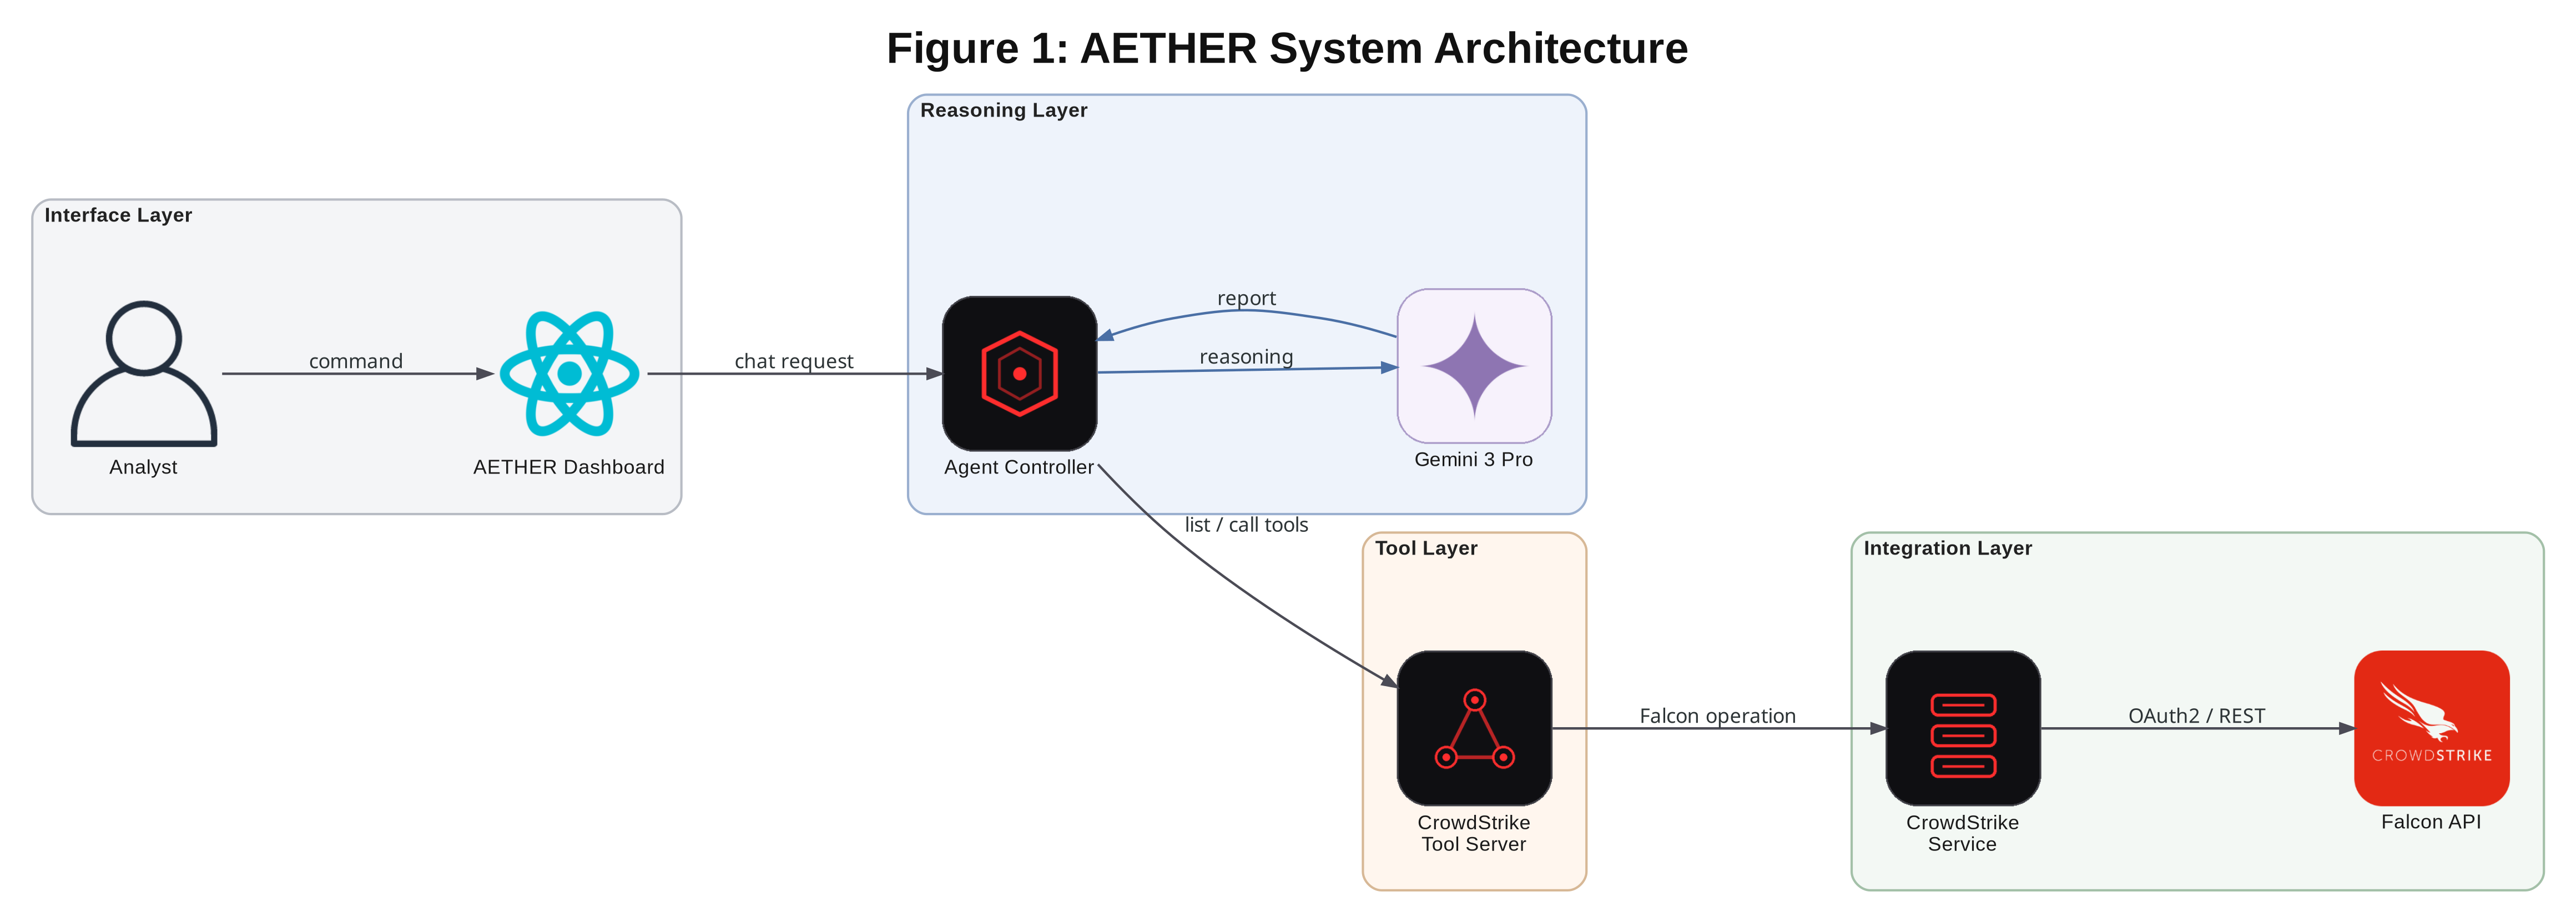 Figure 1: AETHER System Architecture
Reasoning Layer
Interface Layer
report
command
chat request
reasoning
Analyst
AETHER Dashboard
Agent Controller
Gemini 3 Pro
list / call tools
Tool Layer
Integration Layer
Falcon operation
OAuth2 / REST
CROWDSTRIKE
CrowdStrike
Tool Server
CrowdStrike
Service
Falcon API